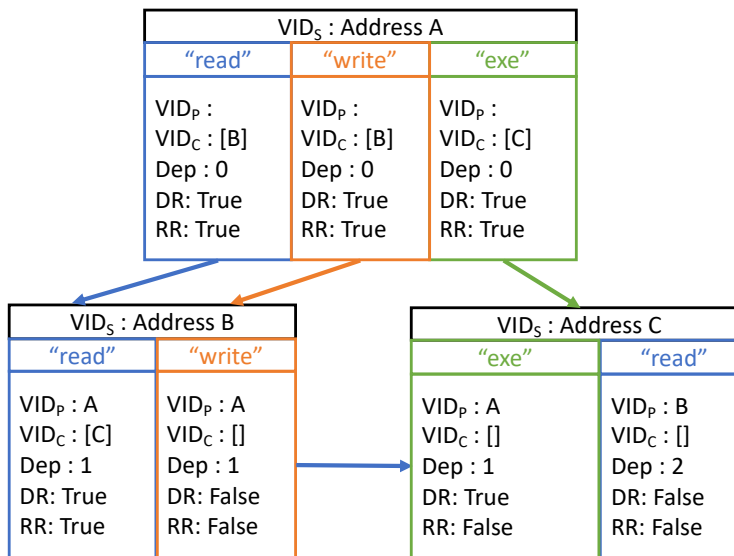 VIDS : Address A
“read” “write” “exe”
VIDP : VIDP : VIDP :
VIDC : [B] VIDC : [B] VIDC : [C]
Dep : 0 Dep : 0 Dep : 0
DR: True DR: True DR: True
RR: True RR: True RR: True
VIDS : Address B VIDS : Address C
“read” “write” “exe” “read”
VIDP : A VIDP : A VIDP : A VIDP : B
VIDC : [C] VIDC : [] VIDC : [] VIDC : []
Dep : 1 Dep : 1 Dep : 1 Dep : 2
DR: True DR: False DR: True DR: False
RR: True RR: False RR: False RR: False